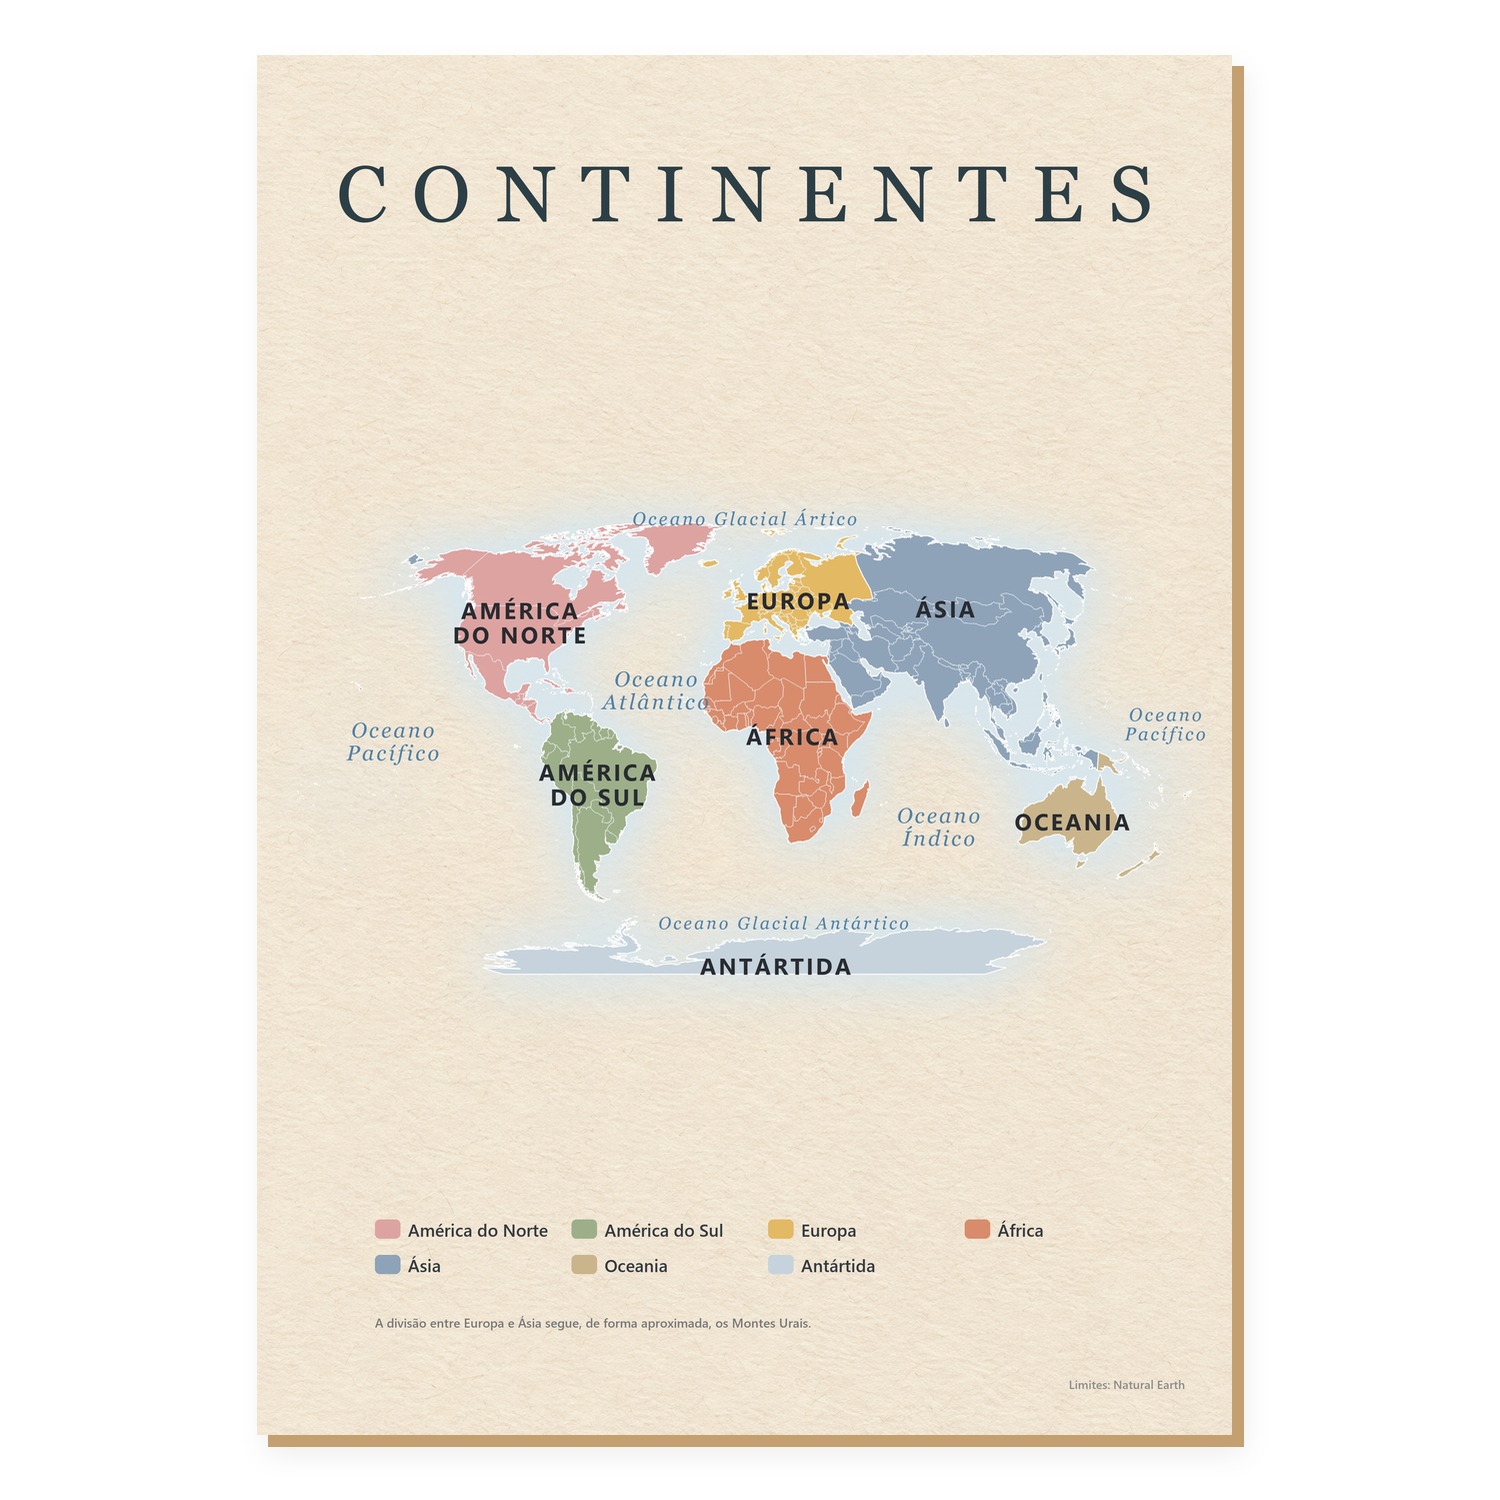 CONTINENTES
Oceano Glacial Ártico
EUROPA
ÁSIA
AMÉRICA
DO NORTE
Oceano
Atlântico
Oceano
Pacífico
Oceano
Pacífico
ÁFRICA
AMÉRICA
DO SUL
Oceano
Índico
OCEANIA
Oceano Glacial Antártico
ANTÁRTIDA
América do Norte
América do Sul
Europa
África
Ásia
Oceania
Antártida
A divisão entre Europa e Ásia segue, de forma aproximada, os Montes Urais.
Limites: Natural Earth